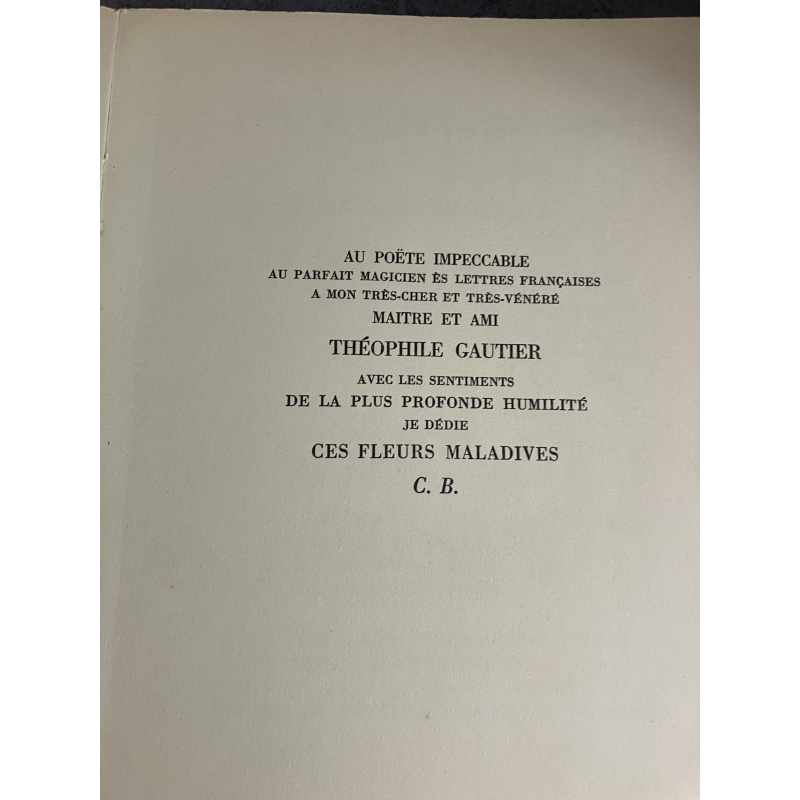 AU POËTE IMPECCABLE
AU PARFAIT MAGICIEN ÈS LETTRES FRANÇAISES
A MON TRÈS-CHER ET TRÈS-VÉNÉRÉ
MAITRE ET AMI
THÉOPHILE GAUTIER
AVEC LES SENTIMENTS
DE LA PLUS PROFONDE HUMILITÉ
JE DÉDIE
CES FLEURS MALADIVES
C. B.